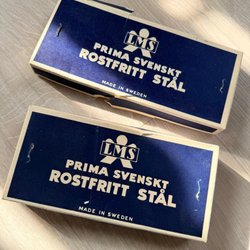 LMS
PRIMA SVENSKT
ROSTFRITT STÅL
MADE IN SWEDEN
LMS
PRIMA SVENSKT
ROSTFRITT STÅL
MADE IN SWEDEN